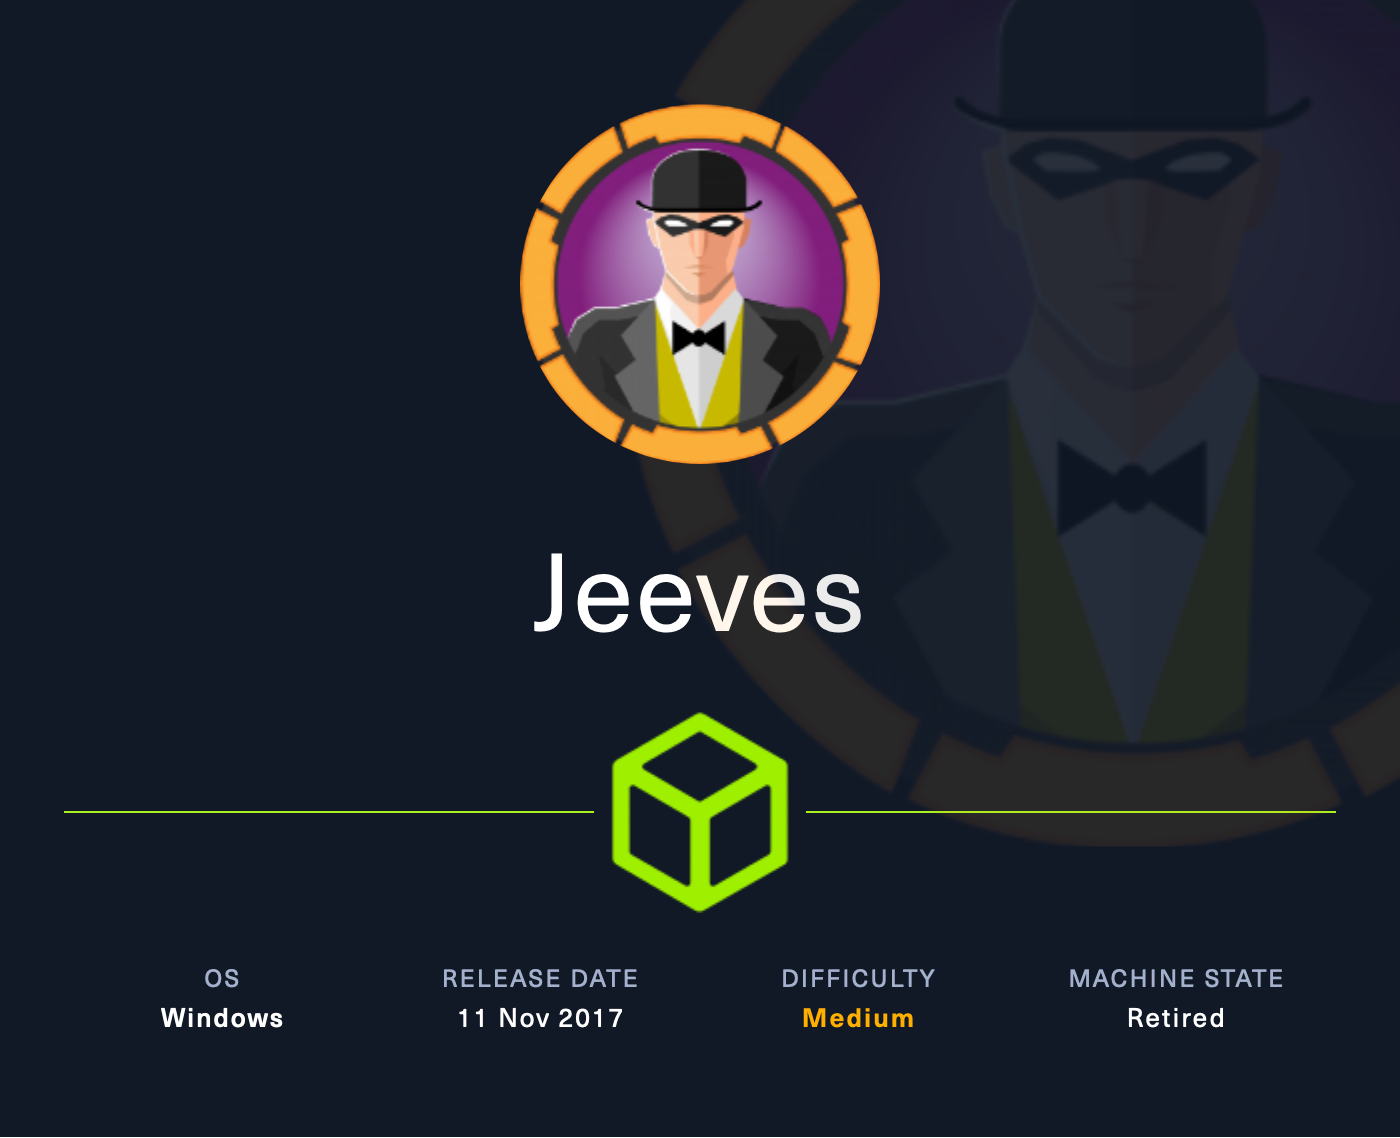 Jeeves
OS
Windows
RELEASE DATE
11 Nov 2017
DIFFICULTY
Medium
MACHINE STATE
Retired